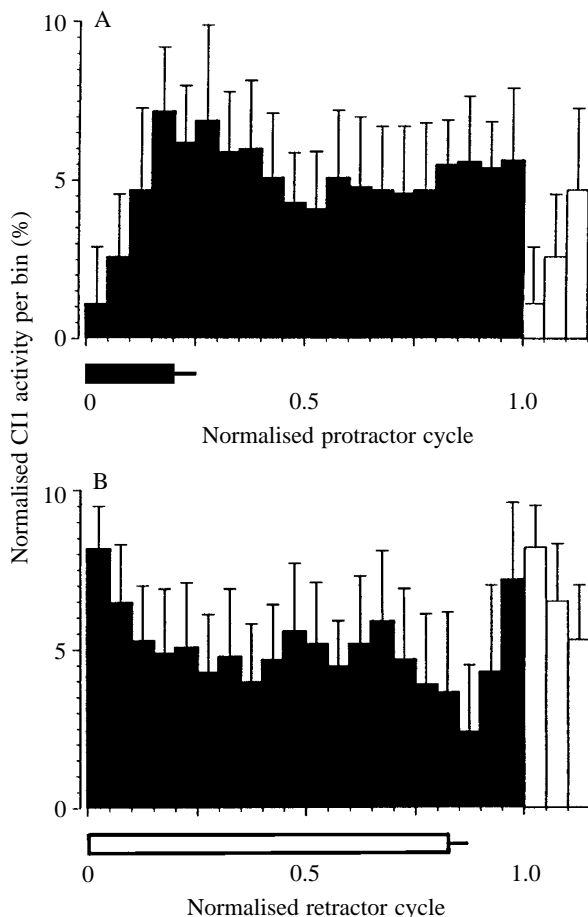 Normalised CI1 activity per bin (%)
A
10
5
0
0 0.5 1.0
Normalised protractor cycle
B
10
5
0
0 0.5 1.0
Normalised retractor cycle